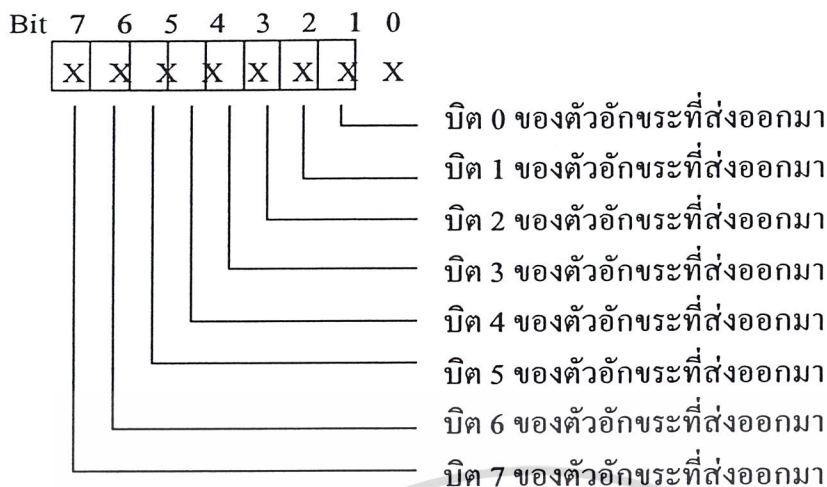 Bit 7 6 5 4 3 2 1 0
X X X X X X X X
บิต 0 ของตัวอักขระที่ส่งออกมา
บิต 1 ของตัวอักขระที่ส่งออกมา
บิต 2 ของตัวอักขระที่ส่งออกมา
บิต 3 ของตัวอักขระที่ส่งออกมา
บิต 4 ของตัวอักขระที่ส่งออกมา
บิต 5 ของตัวอักขระที่ส่งออกมา
บิต 6 ของตัวอักขระที่ส่งออกมา
บิต 7 ของตัวอักขระที่ส่งออกมา